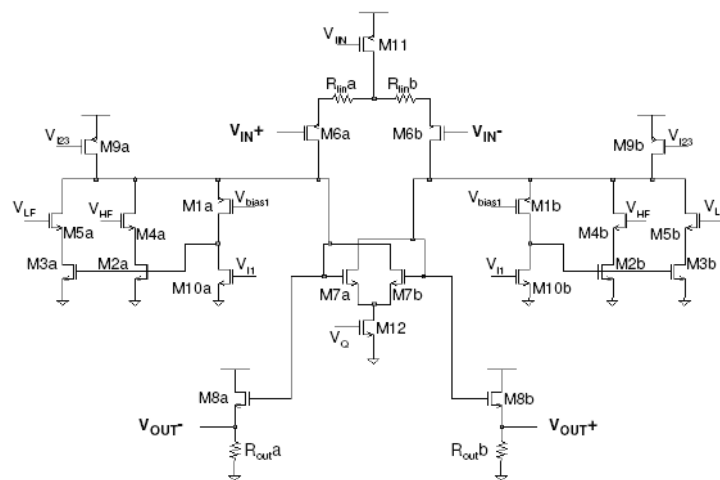 V_IIN
M11
R_lin a
R_lin b
V_IN+
M6a
M6b
V_IN-
V_I23
M9a
M9b
V_I23
V_LF
V_HF
M1a
V_bias1
V_bias1
M1b
V_HF
V_L
M5a
M4a
M4b
M5b
M3a
M2a
V_I1
V_I1
M2b
M3b
M10a
M7a
M7b
M10b
M12
V_Q
M8a
M8b
V_OUT-
V_OUT+
R_out a
R_out b